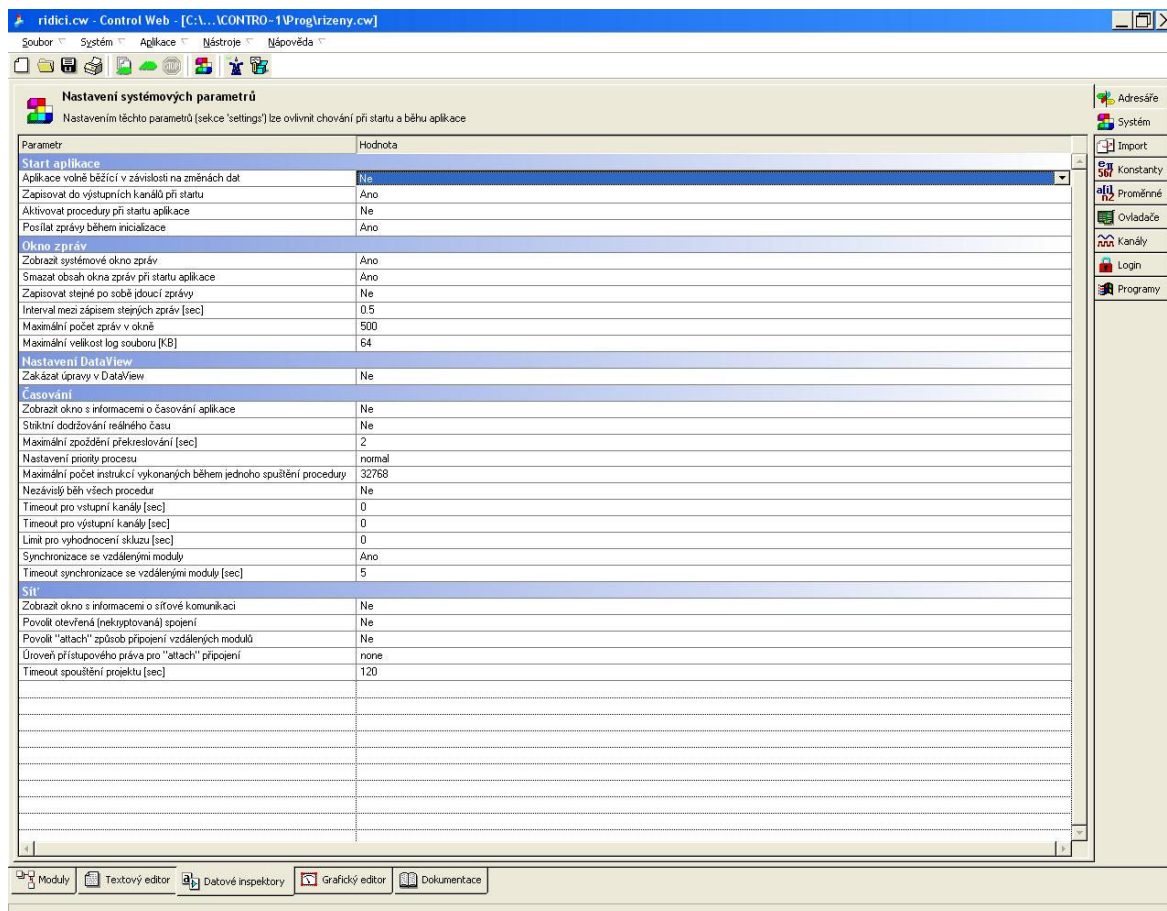 ridici.cw - Control Web - [C:\...\CONTRO~1\Prog\rizeny.cw]
Soubor Systém Aplikace Nástroje Nápověda
STOP
Nastavení systémových parametrů
Nastavením těchto parametrů (sekce 'settings') lze ovlivnit chování při startu a běhu aplikace
Parametr Hodnota
Start aplikace
Aplikace volně běžící v závislosti na změnách dat Ne
Zapisovat do výstupních kanálů při startu Ano
Aktivovat procedury při startu aplikace Ne
Posílat zprávy během inicializace Ano
Okno zpráv
Zobrazit systémové okno zpráv Ano
Smazat obsah okna zpráv při startu aplikace Ano
Zapisovat stejné po sobě jdoucí zprávy Ne
Interval mezi zápisem stejných zpráv [sec] 0.5
Maximální počet zpráv v okně 500
Maximální velikost log souboru [KB] 64
Nastavení DataView
Zakázat úpravy v DataView Ne
Časování
Zobrazit okno s informacemi o časování aplikace Ne
Striktní dodržování reálného času Ne
Maximální zpoždění překreslování [sec] 2
Nastavení priority procesu normal
Maximální počet instrukcí vykonaných během jednoho spuštění procedury 32768
Nezávislý běh všech procedur Ne
Timeout pro vstupní kanály [sec] 0
Timeout pro výstupní kanály [sec] 0
Limit pro vyhodnocení skluzu [sec] 0
Synchronizace se vzdálenými moduly Ano
Timeout synchronizace se vzdálenými moduly [sec] 5
Síť
Zobrazit okno s informacemi o síťové komunikaci Ne
Povolit otevřená (nekryptovaná) spojení Ne
Povolit "attach" způsob připojení vzdálených modulů Ne
Úroveň přístupového práva pro "attach" připojení none
Timeout spouštění projektu [sec] 120
Adresáře
Systém
Import
Konstanty
Proměnné
Ovladače
Kanály
Login
Programy
Moduly Textový editor Datové inspektory Grafický editor Dokumentace